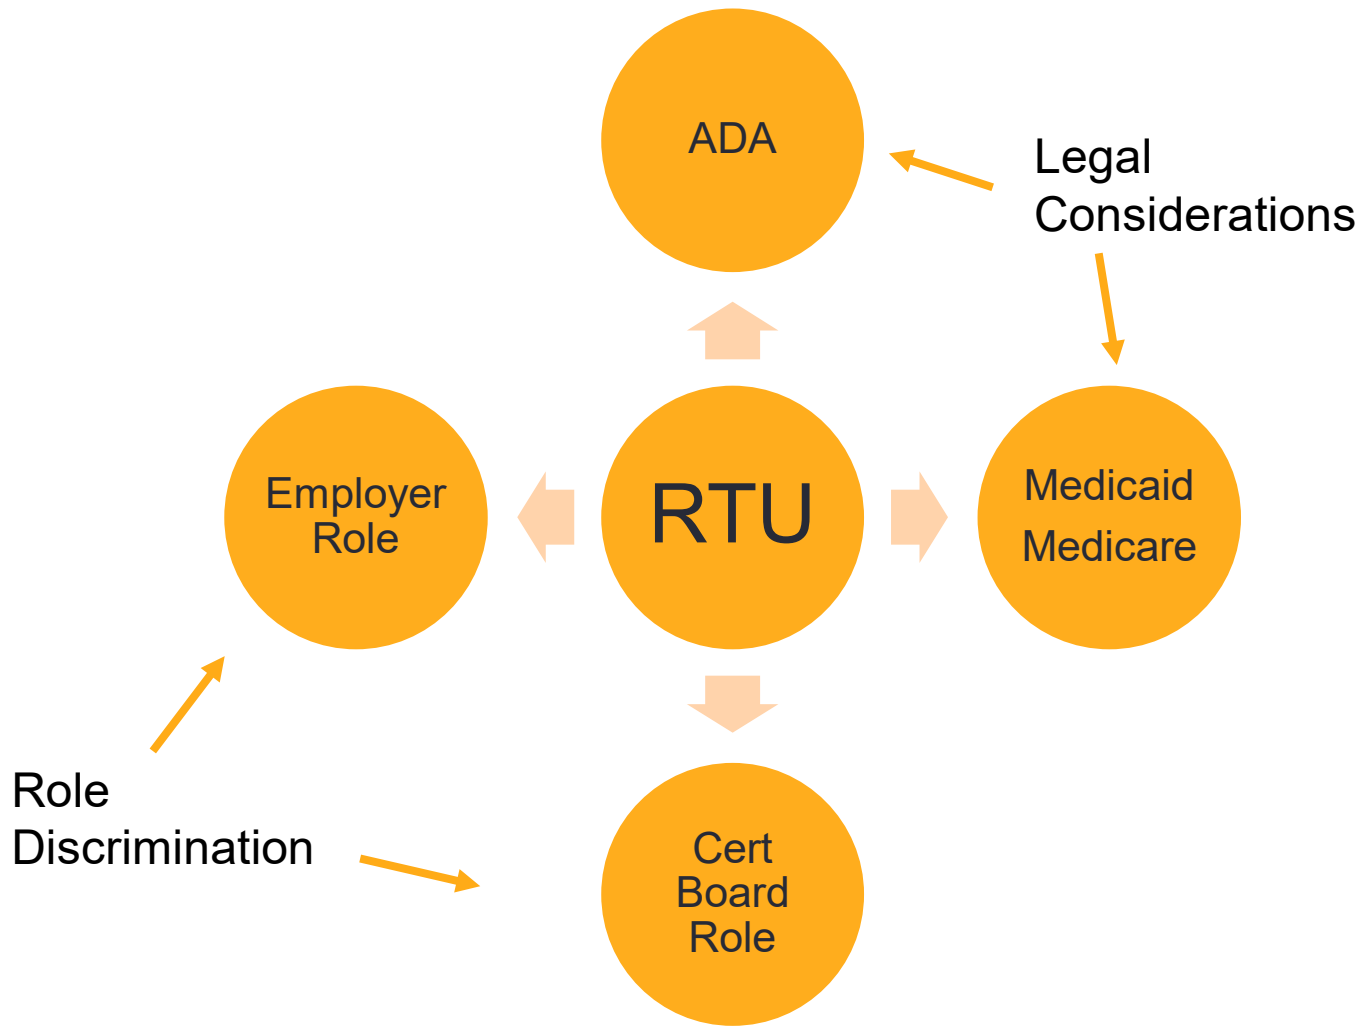 ADA
Legal
Considerations
Employer
Role
RTU
Medicaid
Medicare
Role
Discrimination
Cert
Board
Role